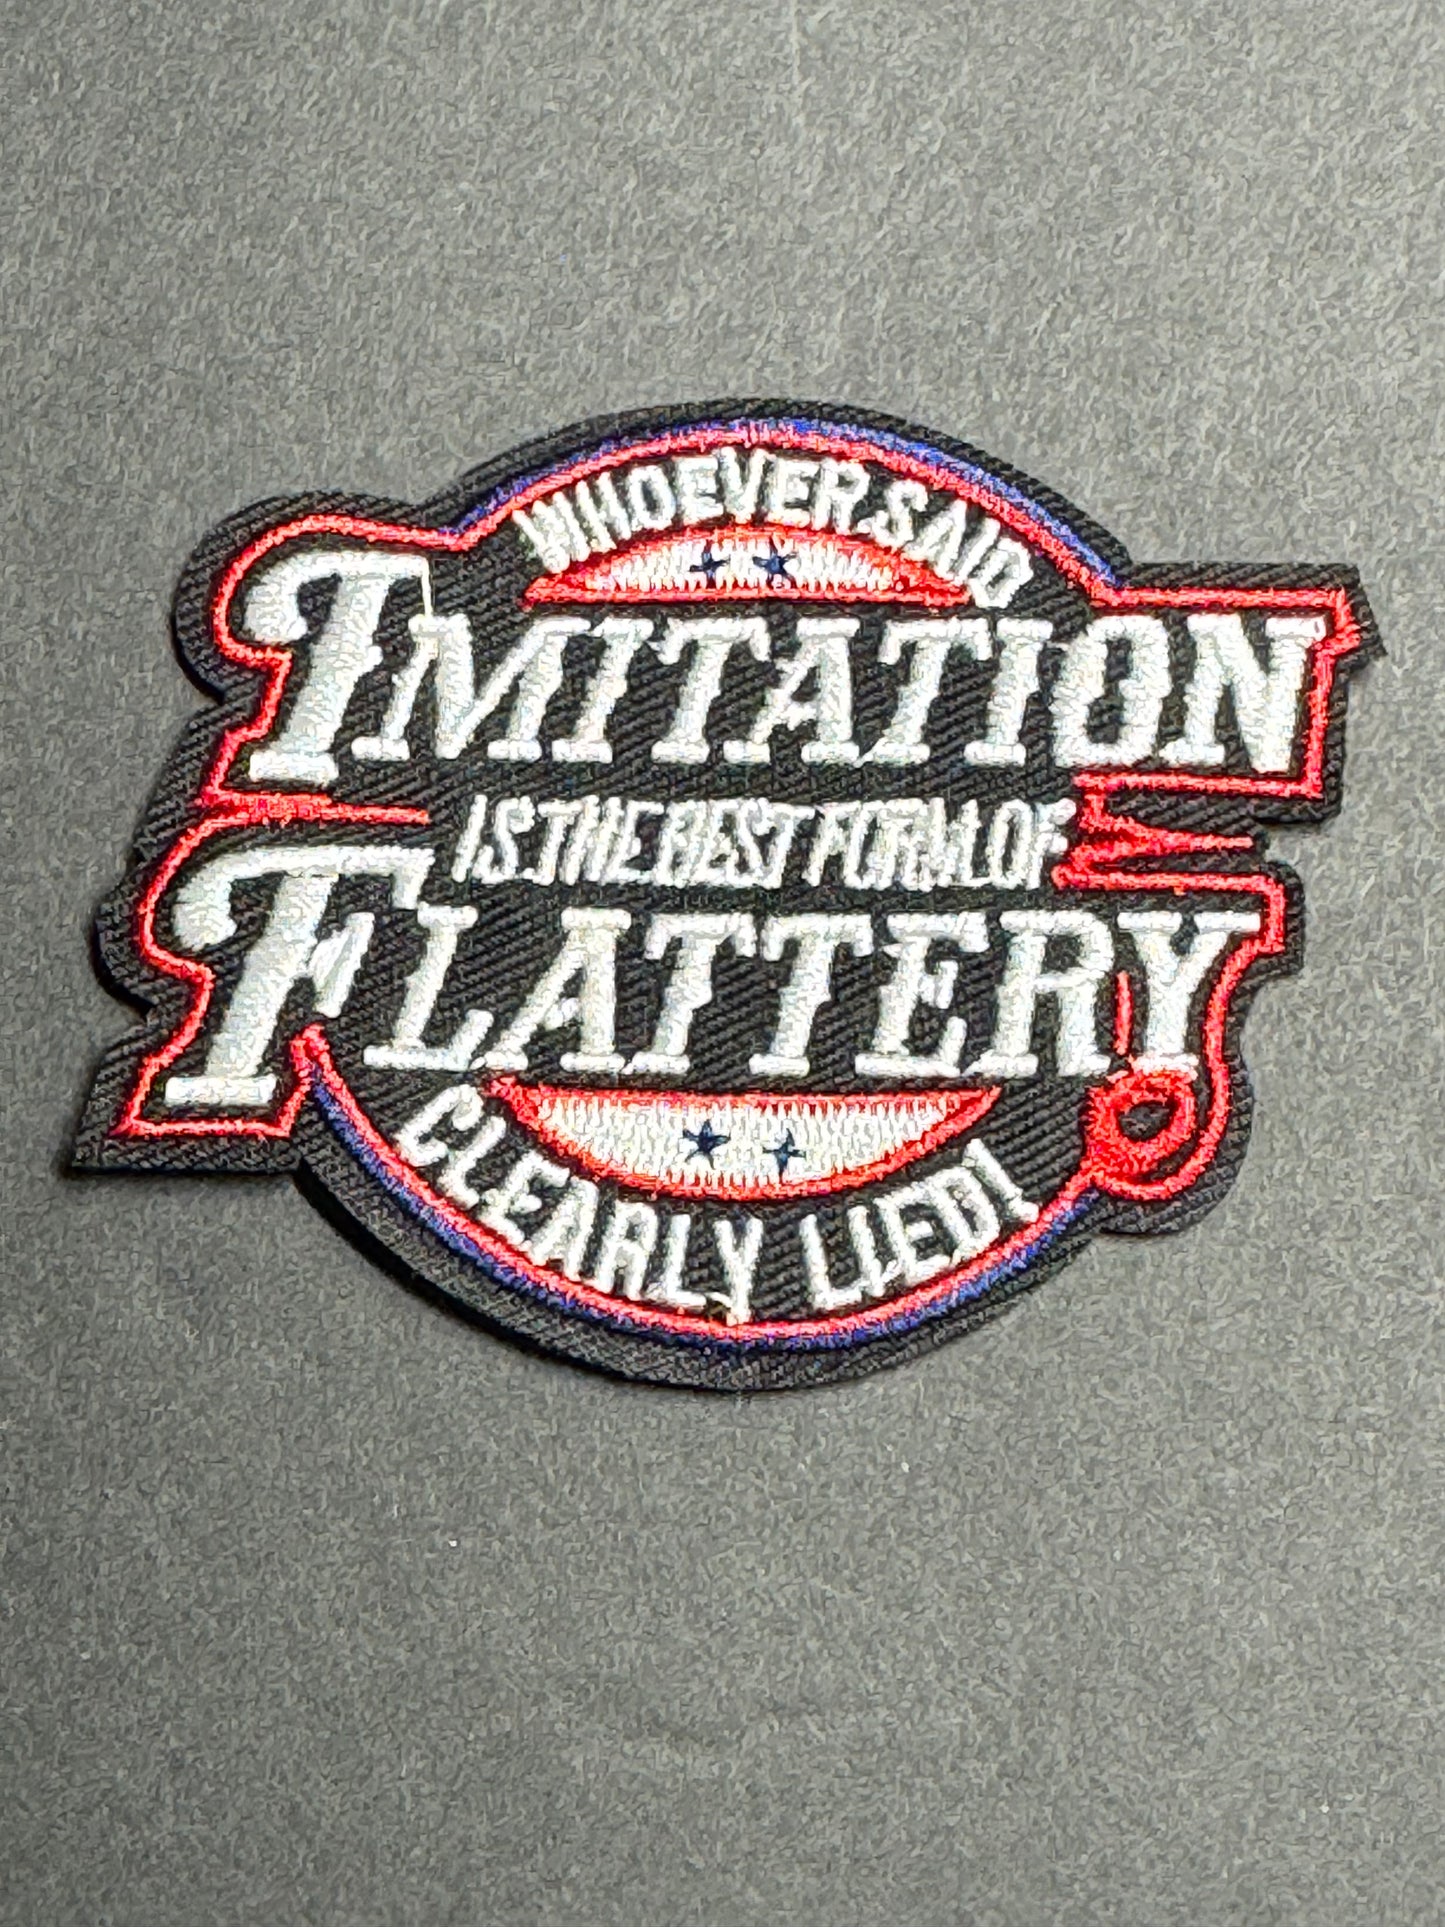 WHOEVER SAID
IMITATION
IS THE BEST FORM OF
FLATTERY
CLEARLY LIED!